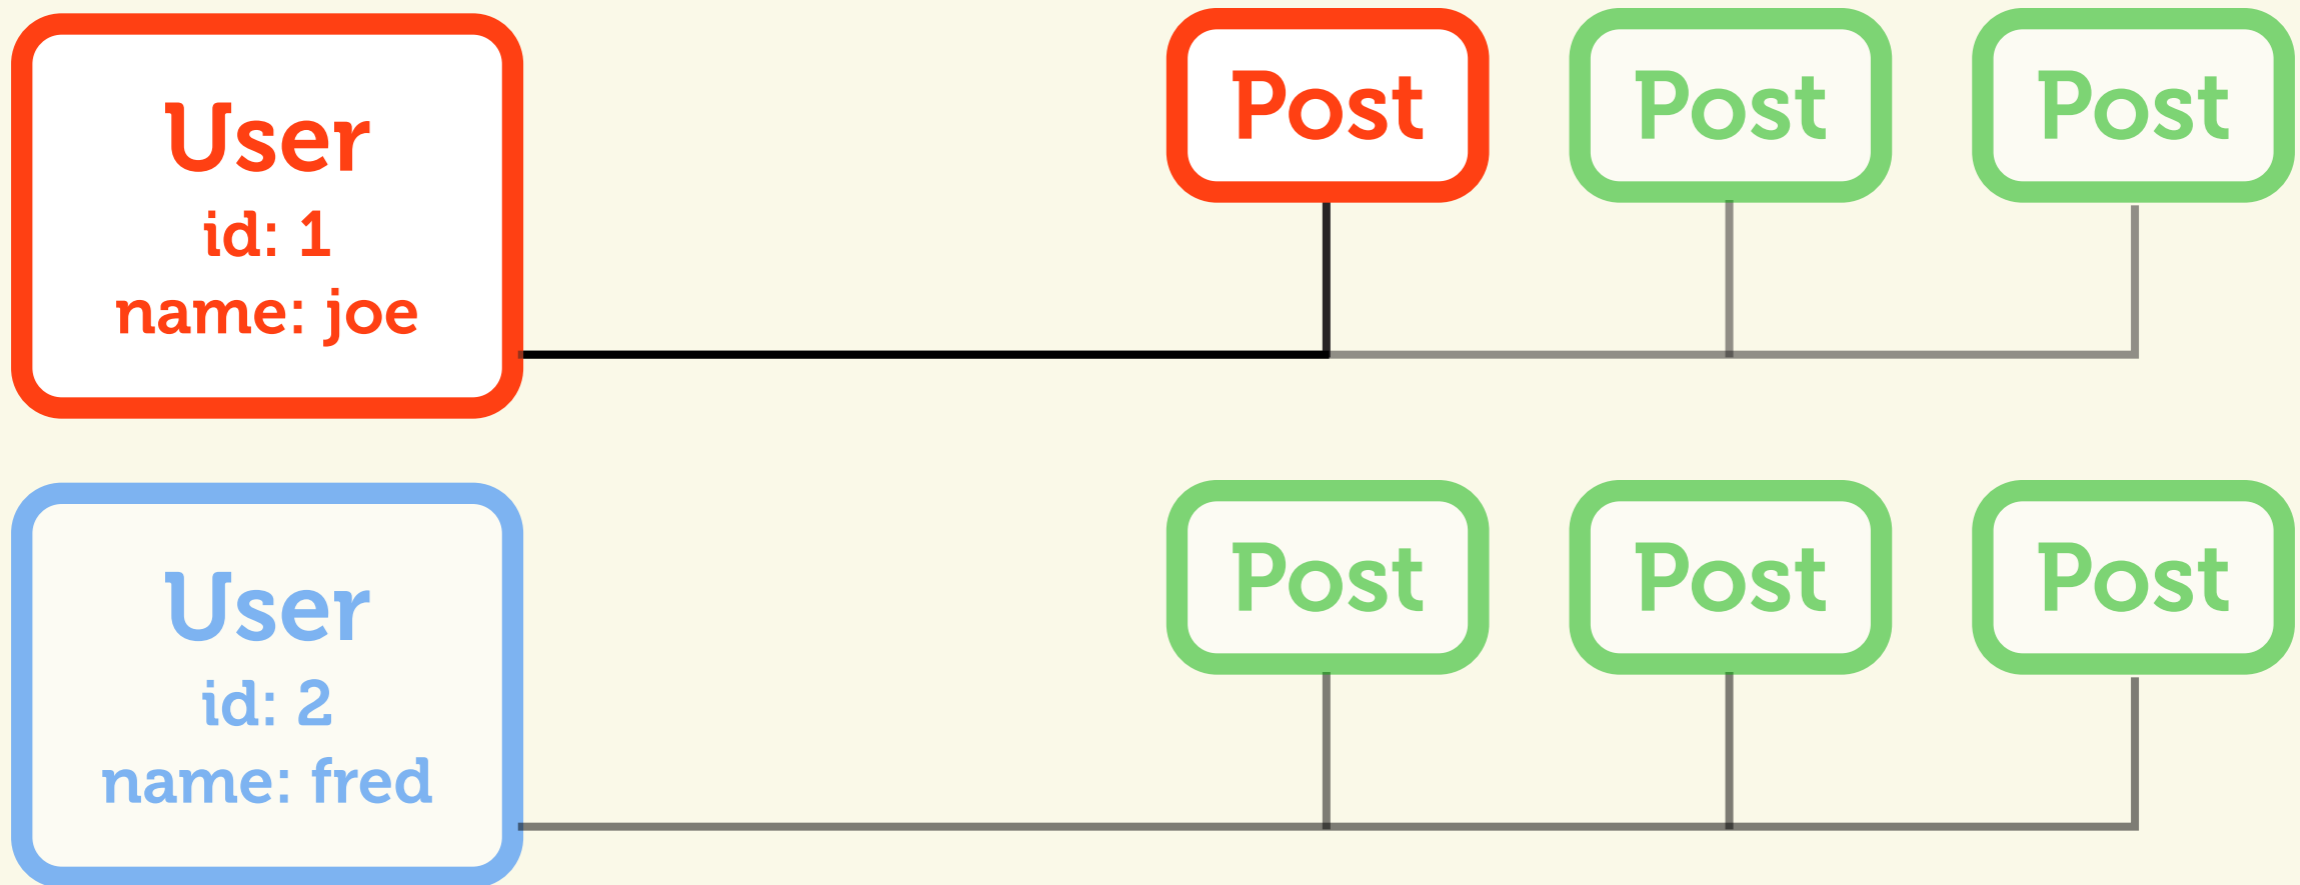 User
id: 1
name: joe
Post
Post
Post
User
id: 2
name: fred
Post
Post
Post